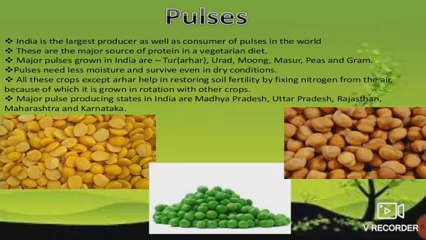 Pulses
❖ India is the largest producer as well as consumer of pulses in the world
❖ These are the major source of protein in a vegetarian diet.
❖ Major pulses grown in India are – Tur(arhar), Urad, Moong, Masur, Peas and Gram.
❖Pulses need less moisture and survive even in dry conditions.
❖ All these crops except arhar help in restoring soil fertility by fixing nitrogen from the air,
because of which it is grown in rotation with other crops.
❖ Major pulse producing states in India are Madhya Pradesh, Uttar Pradesh, Rajasthan,
Maharashtra and Karnataka.
V RECORDER